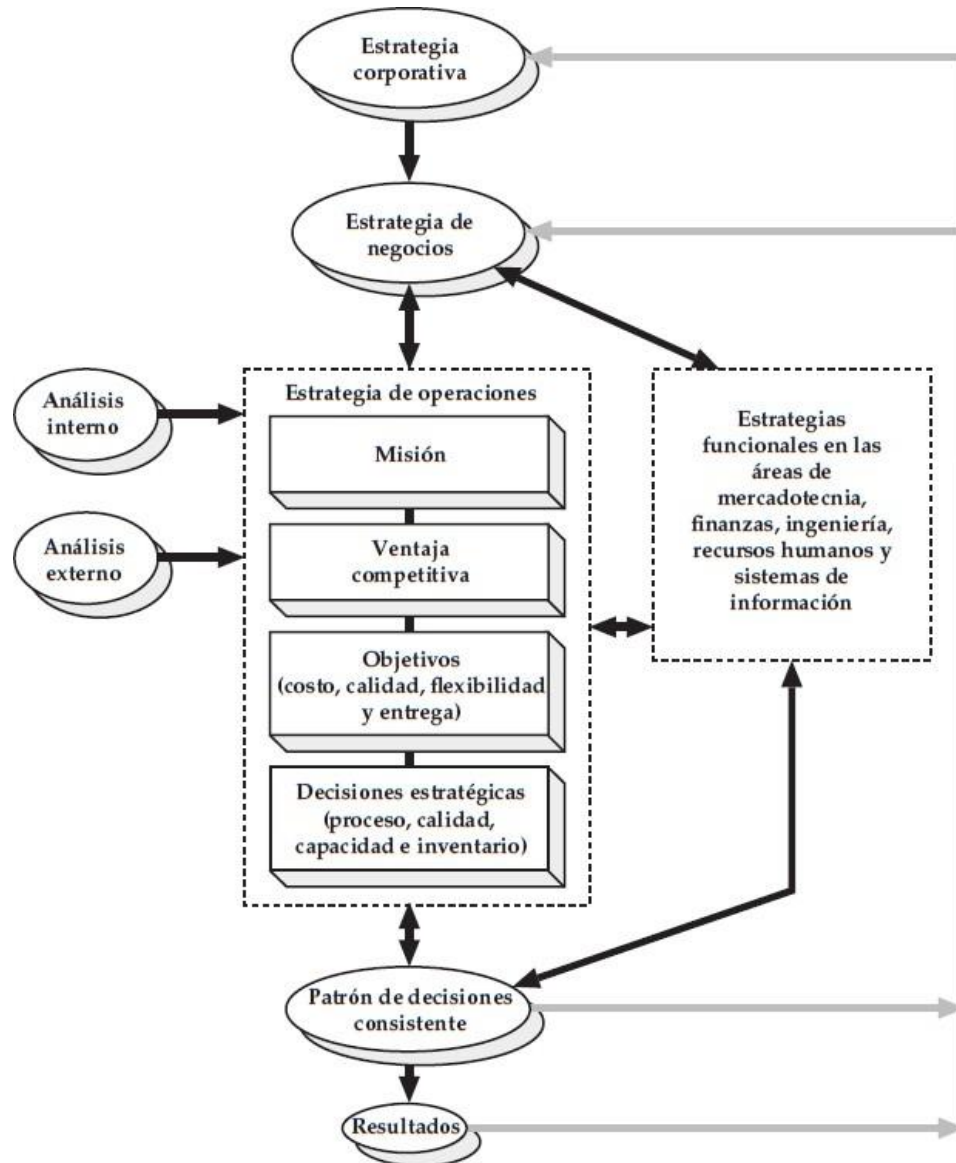 Estrategia
corporativa
Estrategia de
negocios
Análisis
interno
Análisis
externo
Estrategia de operaciones
Misión
Ventaja
competitiva
Objetivos
(costo, calidad, flexibilidad
y entrega)
Decisiones estratégicas
(proceso, calidad,
capacidad e inventario)
Estrategias
funcionales en las
áreas de
mercadotecnia,
finanzas, ingeniería,
recursos humanos y
sistemas de
información
Patrón de decisiones
consistente
Resultados